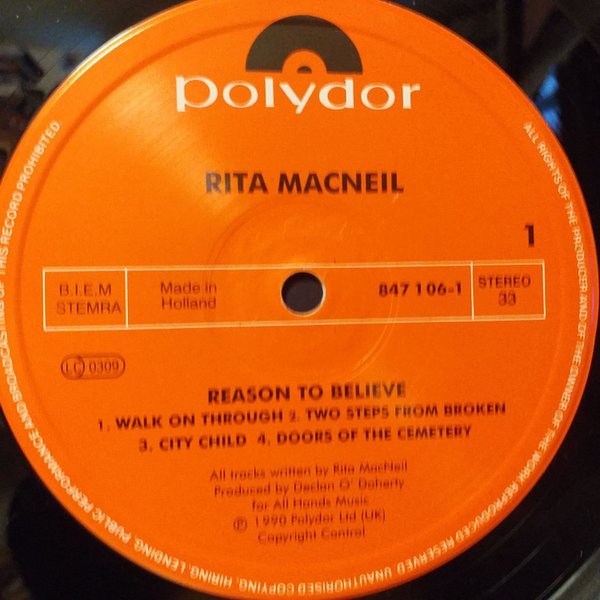 polydor
RITA MACNEIL
1
B.I.E.M
STEMRA
Made in
Holland
847 106-1
STEREO
33
LC 0309
REASON TO BELIEVE
1. WALK ON THROUGH 2. TWO STEPS FROM BROKEN
3. CITY CHILD 4. DOORS OF THE CEMETERY
All tracks written by Rita MacNeil
Produced by Declan O' Doherty
for All Hands Music
℗ 1990 Polydor Ltd (UK)
Copyright Control
ALL RIGHTS OF THE PRODUCER AND OF THE OWNER OF THE WORK REPRODUCED RESERVED UNAUTHORISED COPYING, HIRING, LENDING, PUBLIC PERFORMANCE AND BROADCASTING OF THIS RECORD PROHIBITED